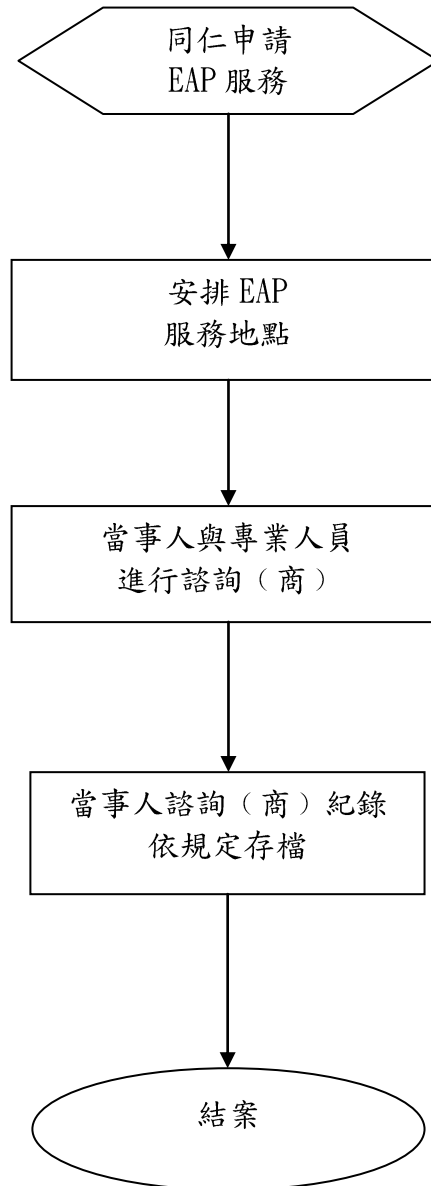 同仁申請
EAP 服務
安排 EAP
服務地點
當事人與專業人員
進行諮詢（商）
當事人諮詢（商）紀錄
依規定存檔
結案